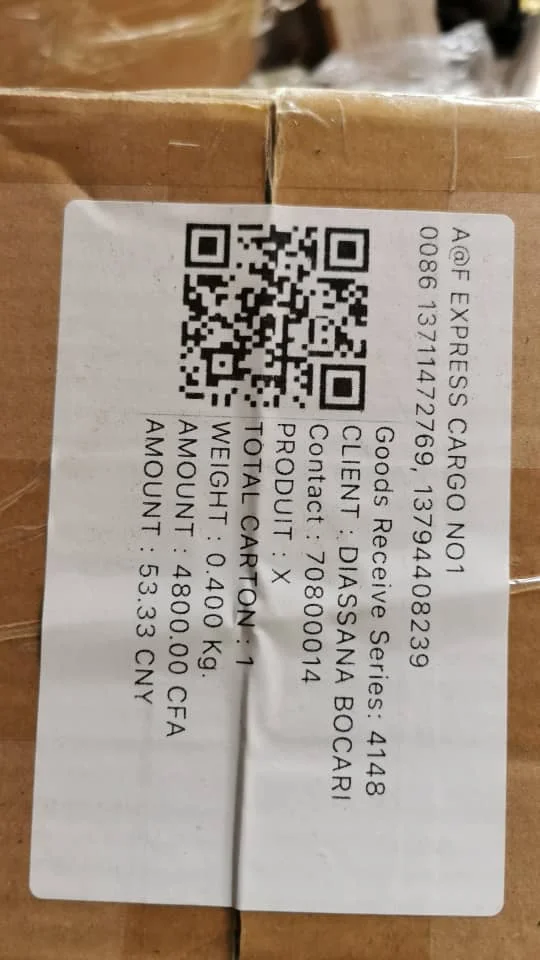 A@F EXPRESS CARGO NO1
0086 13711472769, 13794408239
Goods Receive Series: 4148
CLIENT : DIASSANA BOCARI
Contact : 70800014
PRODUIT : X
TOTAL CARTON : 1
WEIGHT : 0.400 Kg.
AMOUNT : 4800.00 CFA
AMOUNT : 53.33 CNY